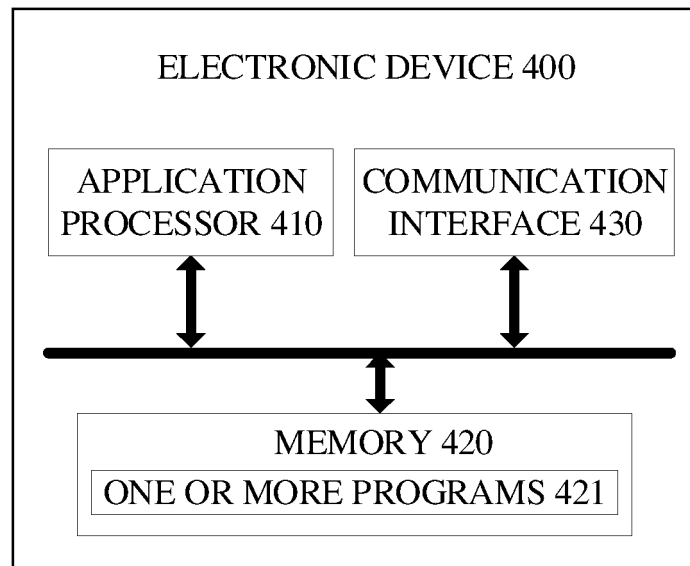 ELECTRONIC DEVICE 400
APPLICATION
PROCESSOR 410
COMMUNICATION
INTERFACE 430
MEMORY 420
ONE OR MORE PROGRAMS 421